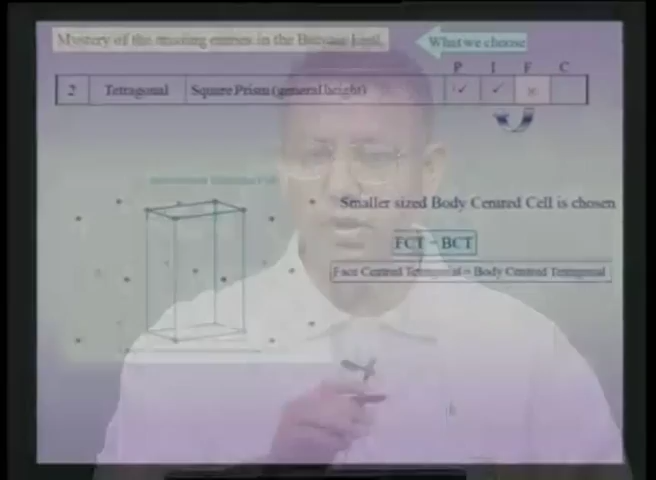 Mystery of the missing entries in the Bravais
What we choose
P I F C
2 Tetragonal Square Prism (general height) ✓ ✓
Smaller sized Body Centred Cell is chosen
FCT = BCT
Face Centred Tetragonal = Body Centred Tetragonal